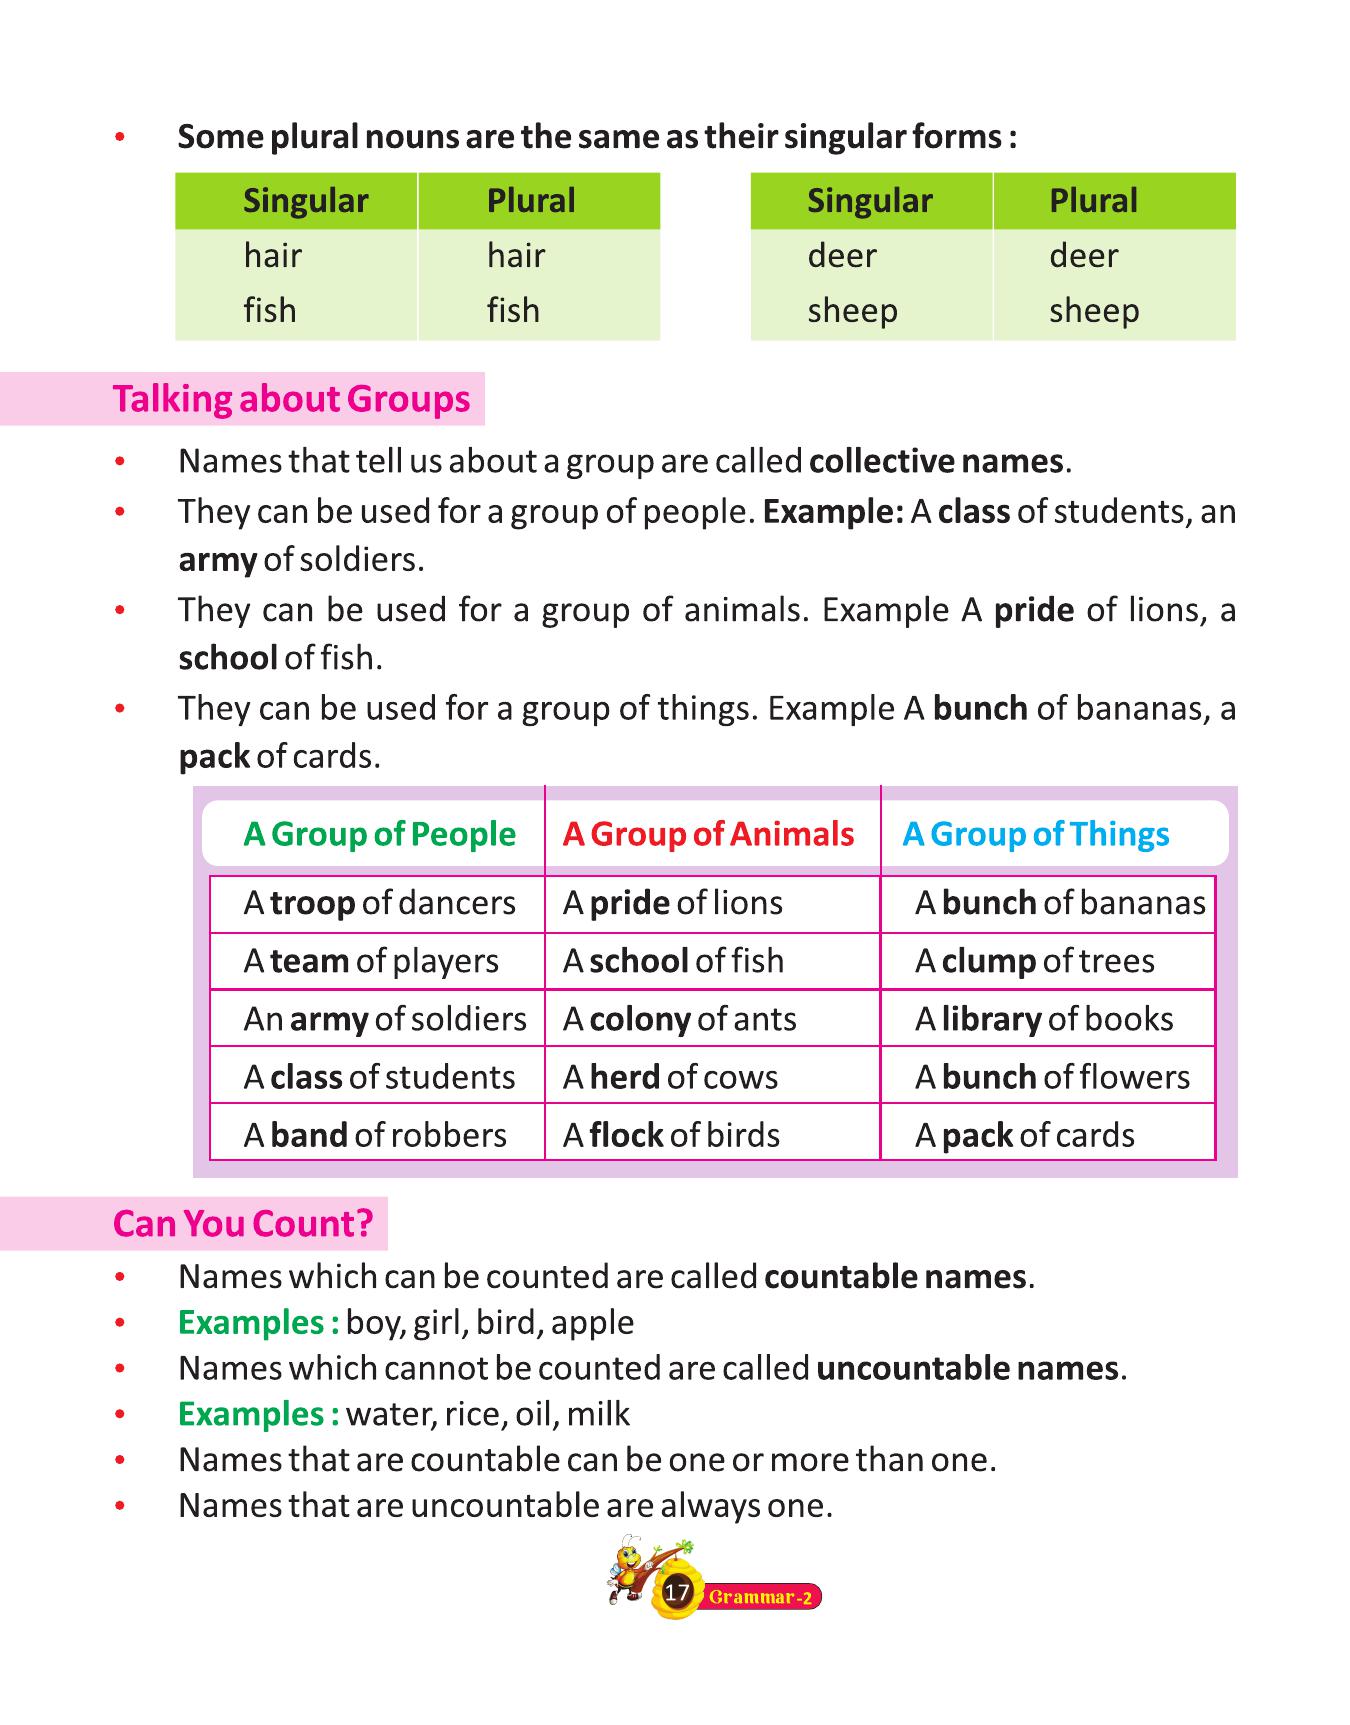 • Some plural nouns are the same as their singular forms :
Singular Plural Singular Plural
hair hair deer deer
fish fish sheep sheep
Talking about Groups
• Names that tell us about a group are called collective names.
• They can be used for a group of people. Example: A class of students, an
army of soldiers.
• They can be used for a group of animals. Example A pride of lions, a
school of fish.
• They can be used for a group of things. Example A bunch of bananas, a
pack of cards.
A Group of People A Group of Animals A Group of Things
A troop of dancers A pride of lions A bunch of bananas
A team of players A school of fish A clump of trees
An army of soldiers A colony of ants A library of books
A class of students A herd of cows A bunch of flowers
A band of robbers A flock of birds A pack of cards
Can You Count?
• Names which can be counted are called countable names.
• Examples : boy, girl, bird, apple
• Names which cannot be counted are called uncountable names.
• Examples : water, rice, oil, milk
• Names that are countable can be one or more than one.
• Names that are uncountable are always one.
17 Grammar-2